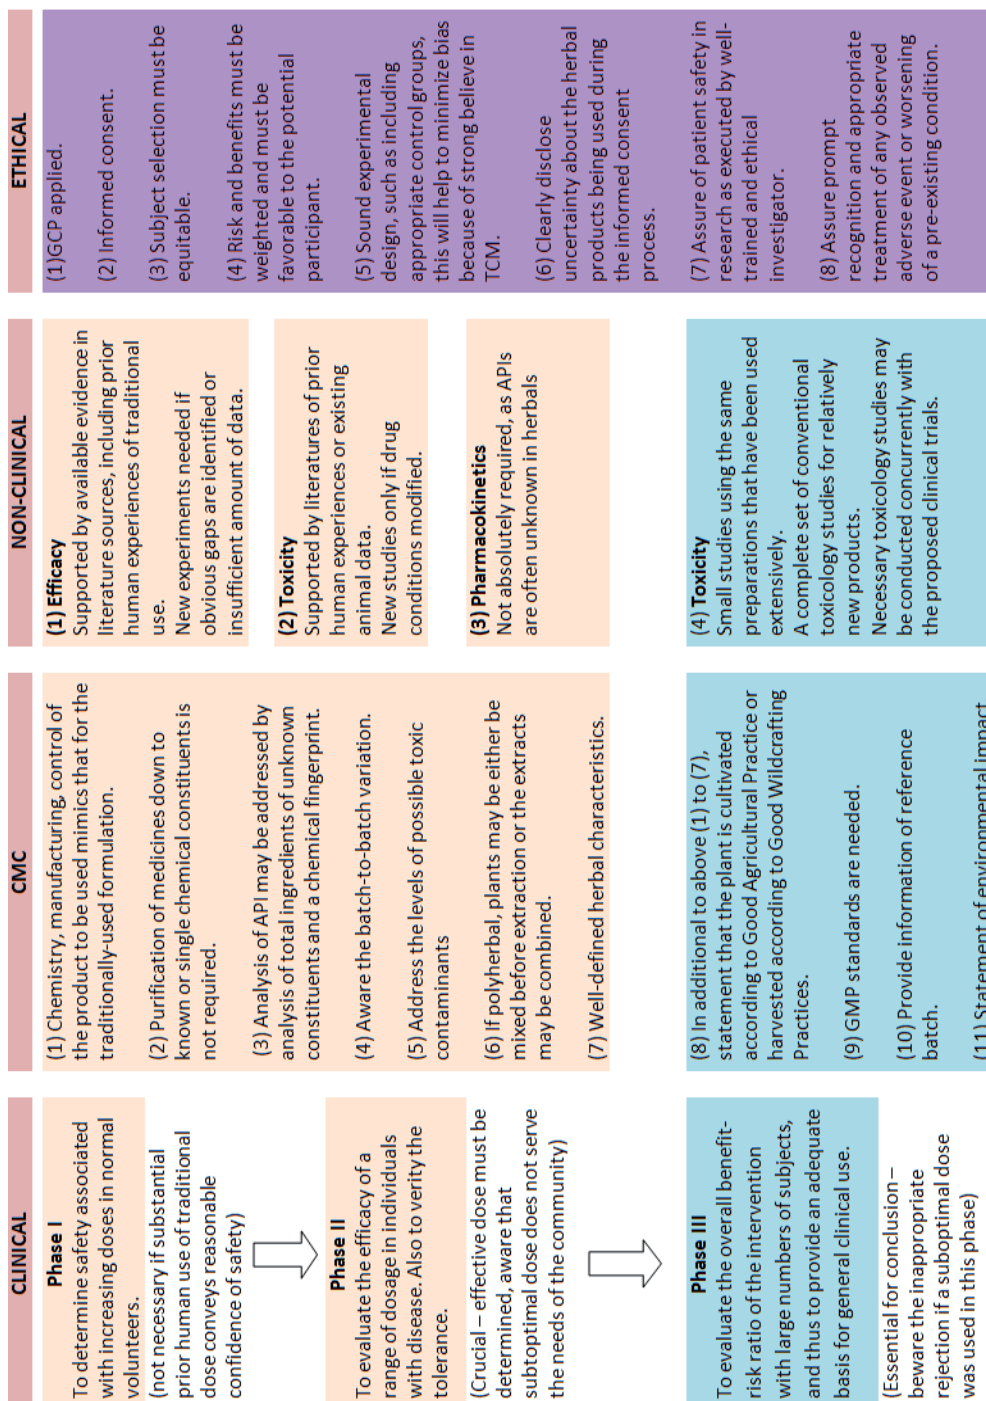 CLINICAL
Phase I
To determine safety associated
with increasing doses in normal
volunteers.
(not necessary if substantial
prior human use of traditional
dose conveys reasonable
confidence of safety)
Phase II
To evaluate the efficacy of a
range of dosage in individuals
with disease. Also to verity the
tolerance.
(Crucial – effective dose must be
determined, aware that
subtoptimal dose does not serve
the needs of the community)
Phase III
To evaluate the overall benefit-
risk ratio of the intervention
with large numbers of subjects,
and thus to provide an adequate
basis for general clinical use.
(Essential for conclusion –
beware the inappropriate
rejection if a suboptimal dose
was used in this phase)
CMC
(1) Chemistry, manufacturing, control of
the product to be used mimics that for the
traditionally-used formulation.
(2) Purification of medicines down to
known or single chemical constituents is
not required.
(3) Analysis of API may be addressed by
analysis of total ingredients of unknown
constituents and a chemical fingerprint.
(4) Aware the batch-to-batch variation.
(5) Address the levels of possible toxic
contaminants
(6) If polyherbal, plants may be either be
mixed before extraction or the extracts
may be combined.
(7) Well-defined herbal characteristics.
(8) In additional to above (1) to (7),
statement that the plant is cultivated
according to Good Agricultural Practice or
harvested according to Good Wildcrafting
Practices.
(9) GMP standards are needed.
(10) Provide information of reference
batch.
(11) Statement of environmental impact
NON-CLINICAL
(1) Efficacy
Supported by available evidence in
literature sources, including prior
human experiences of traditional
use.
New experiments needed if
obvious gaps are identified or
insufficient amount of data.
(2) Toxicity
Supported by literatures of prior
human experiences or existing
animal data.
New studies only if drug
conditions modified.
(3) Pharmacokinetics
Not absolutely required, as APIs
are often unknown in herbals
(4) Toxicity
Small studies using the same
preparations that have been used
extensively.
A complete set of conventional
toxicology studies for relatively
new products.
Necessary toxicology studies may
be conducted concurrently with
the proposed clinical trials.
ETHICAL
(1)GCP applied.
(2) Informed consent.
(3) Subject selection must be
equitable.
(4) Risk and benefits must be
weighted and must be
favorable to the potential
participant.
(5) Sound experimental
design, such as including
appropriate control groups,
this will help to minimize bias
because of strong believe in
TCM.
(6) Clearly disclose
uncertainty about the herbal
products being used during
the informed consent
process.
(7) Assure of patient safety in
research as executed by well-
trained and ethical
investigator.
(8) Assure prompt
recognition and appropriate
treatment of any observed
adverse event or worsening
of a pre-existing condition.